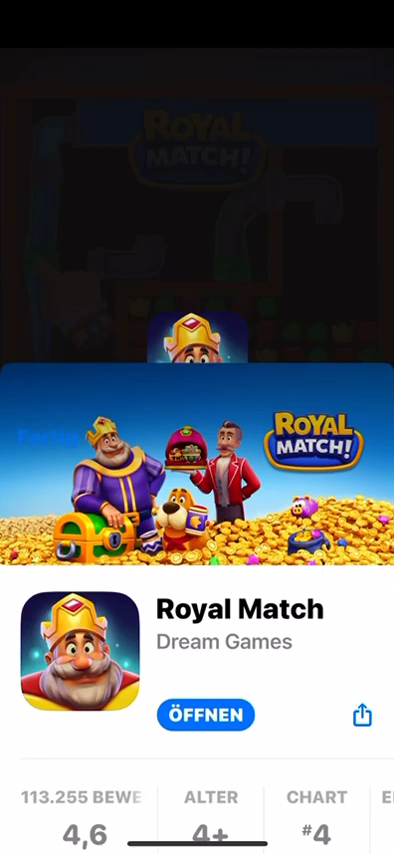 ROYAL
MATCH!
Fertig
ROYAL
MATCH!
Royal Match
Dream Games
ÖFFNEN
113.255 BEWE
ALTER
CHART
4,6
4+
#4